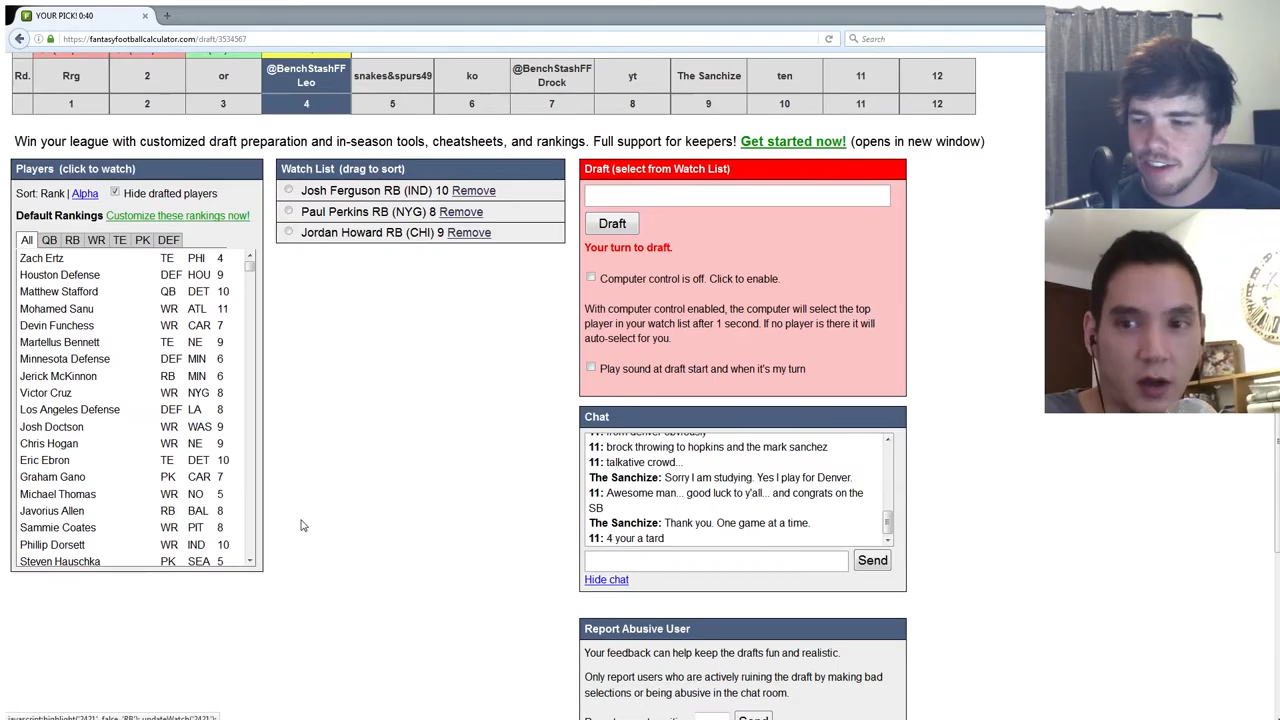 YOUR PICK! 0:40
https://fantasyfootballcalculator.com/draft/3534567
Search
Rd. Rrg 2 or @BenchStashFF Leo snakes&spurs49 ko @BenchStashFF Drock yt The Sanchize ten 11 12
1 2 3 4 5 6 7 8 9 10 11 12
Win your league with customized draft preparation and in-season tools, cheatsheets, and rankings. Full support for keepers! Get started now! (opens in new window)
Players (click to watch)
Sort: Rank | Alpha Hide drafted players
Default Rankings Customize these rankings now!
All QB RB WR TE PK DEF
Zach Ertz TE PHI 4
Houston Defense DEF HOU 9
Matthew Stafford QB DET 10
Mohamed Sanu WR ATL 11
Devin Funchess WR CAR 7
Martellus Bennett TE NE 9
Minnesota Defense DEF MIN 6
Jerick McKinnon RB MIN 6
Victor Cruz WR NYG 8
Los Angeles Defense DEF LA 8
Josh Doctson WR WAS 9
Chris Hogan WR NE 9
Eric Ebron TE DET 10
Graham Gano PK CAR 7
Michael Thomas WR NO 5
Javorius Allen RB BAL 8
Sammie Coates WR PIT 8
Phillip Dorsett WR IND 10
Steven Hauschka PK SEA 5
Watch List (drag to sort)
Josh Ferguson RB (IND) 10 Remove
Paul Perkins RB (NYG) 8 Remove
Jordan Howard RB (CHI) 9 Remove
Draft (select from Watch List)
Draft
Your turn to draft.
Computer control is off. Click to enable.
With computer control enabled, the computer will select the top
player in your watch list after 1 second. If no player is there it will
auto-select for you.
Play sound at draft start and when it's my turn
Chat
11: from denver obviously
11: brock throwing to hopkins and the mark sanchez
11: talkative crowd...
The Sanchize: Sorry I am studying. Yes I play for Denver.
11: Awesome man... good luck to y'all... and congrats on the
SB
The Sanchize: Thank you. One game at a time.
11: 4 your a tard
Send
Hide chat
Report Abusive User
Your feedback can help keep the drafts fun and realistic.
Only report users who are actively ruining the draft by making bad
selections or being abusive in the chat room.